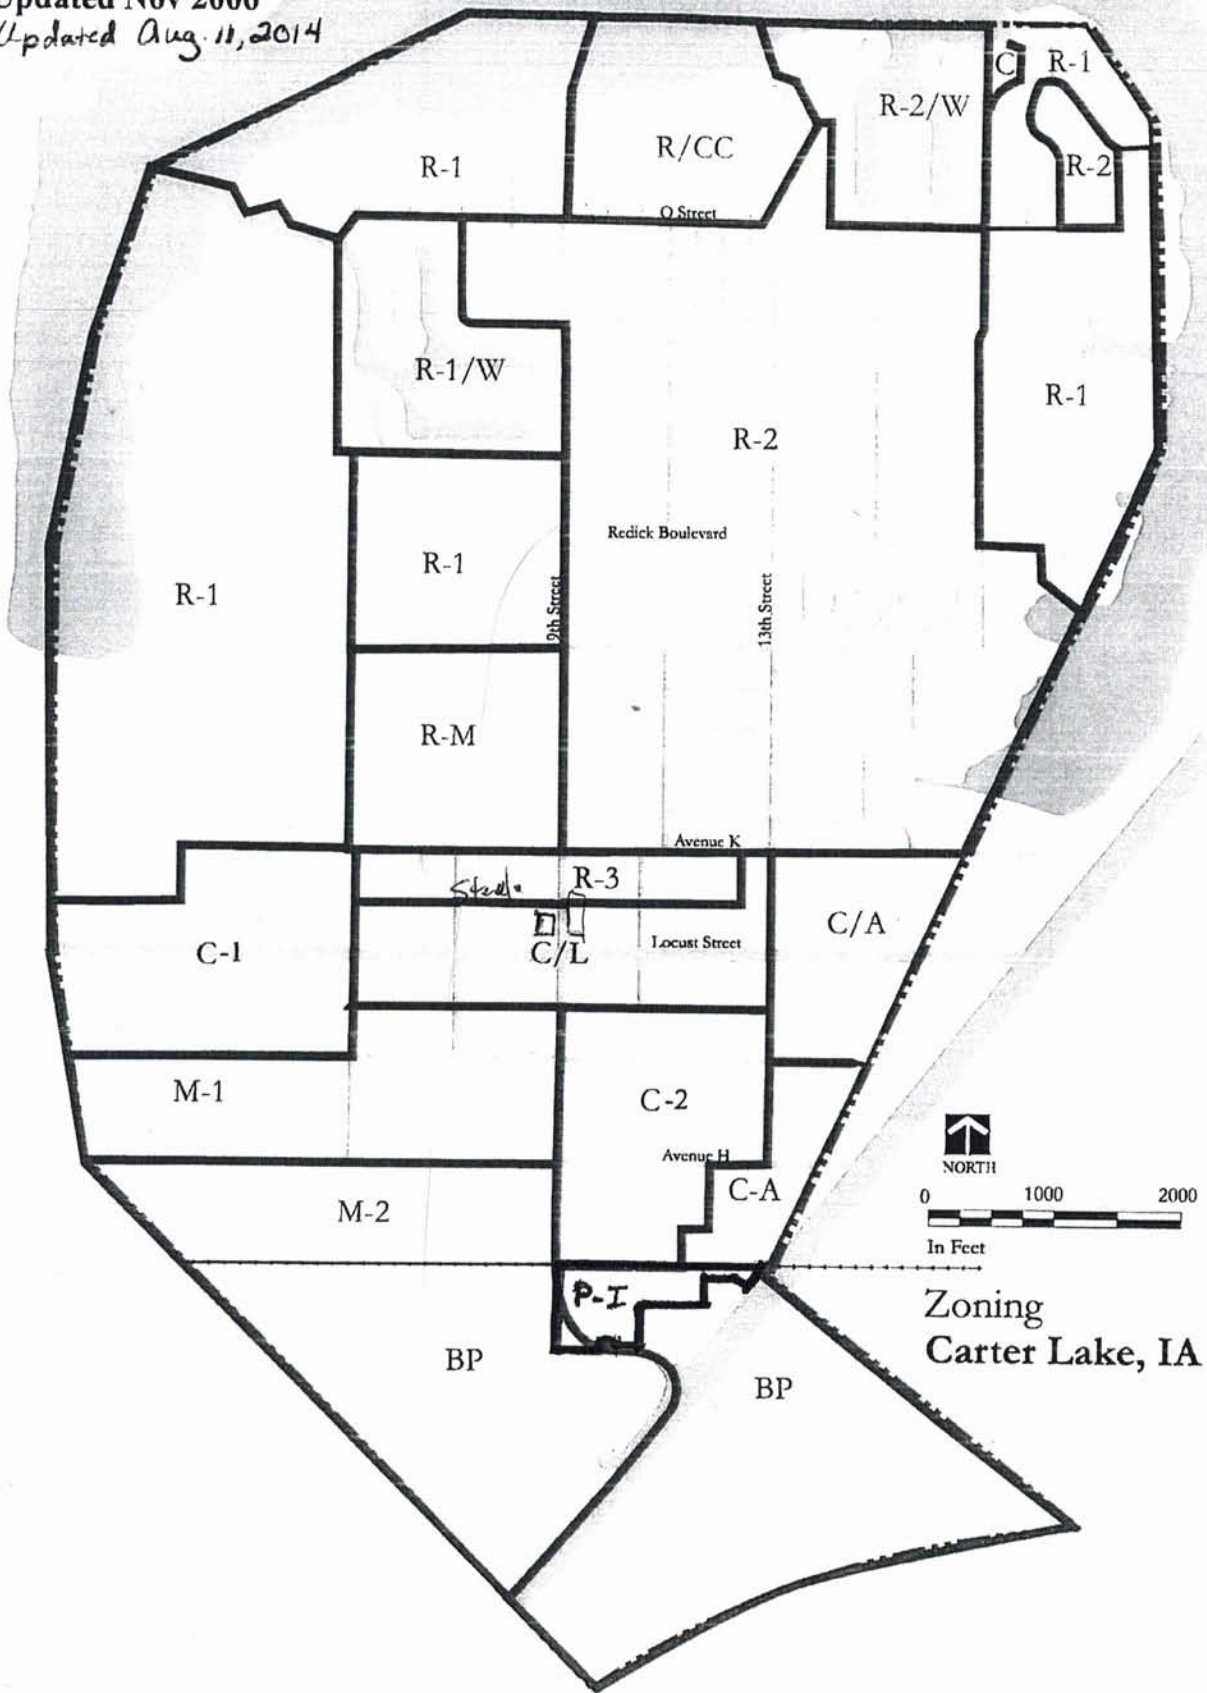 Updated Nov 2006
Updated Aug. 11, 2014
C
R-1
R-2/W
R/CC
R-1
R-2
Q Street
R-1/W
R-1
R-2
Redick Boulevard
R-1
R-1
9th Street
13th Street
R-M
Avenue K
R-3
C/A
Locust Street
C-1
C/L
M-1
C-2
NORTH
Avenue H
C-A
0 1000 2000
M-2
In Feet
P-I
Zoning
Carter Lake, IA
BP
BP